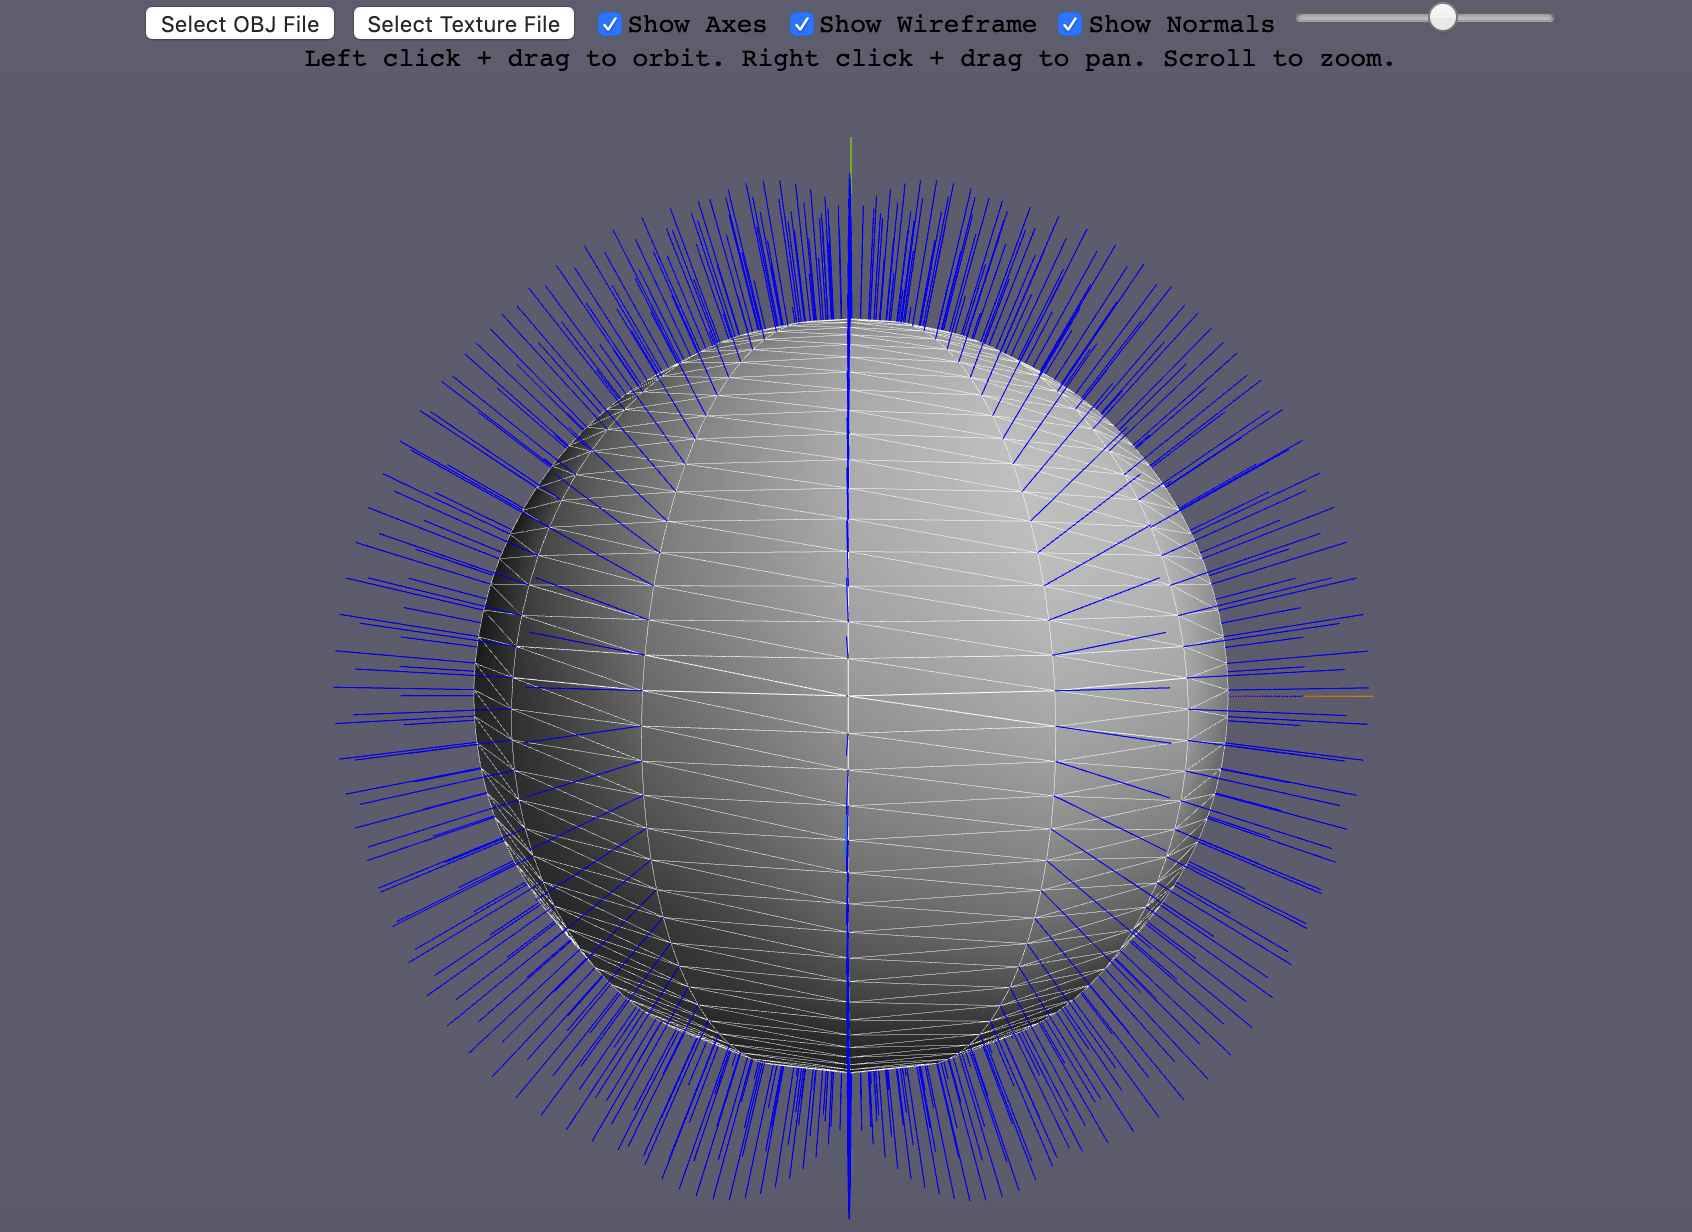 Select OBJ File Select Texture File Show Axes Show Wireframe Show Normals
Left click + drag to orbit. Right click + drag to pan. Scroll to zoom.